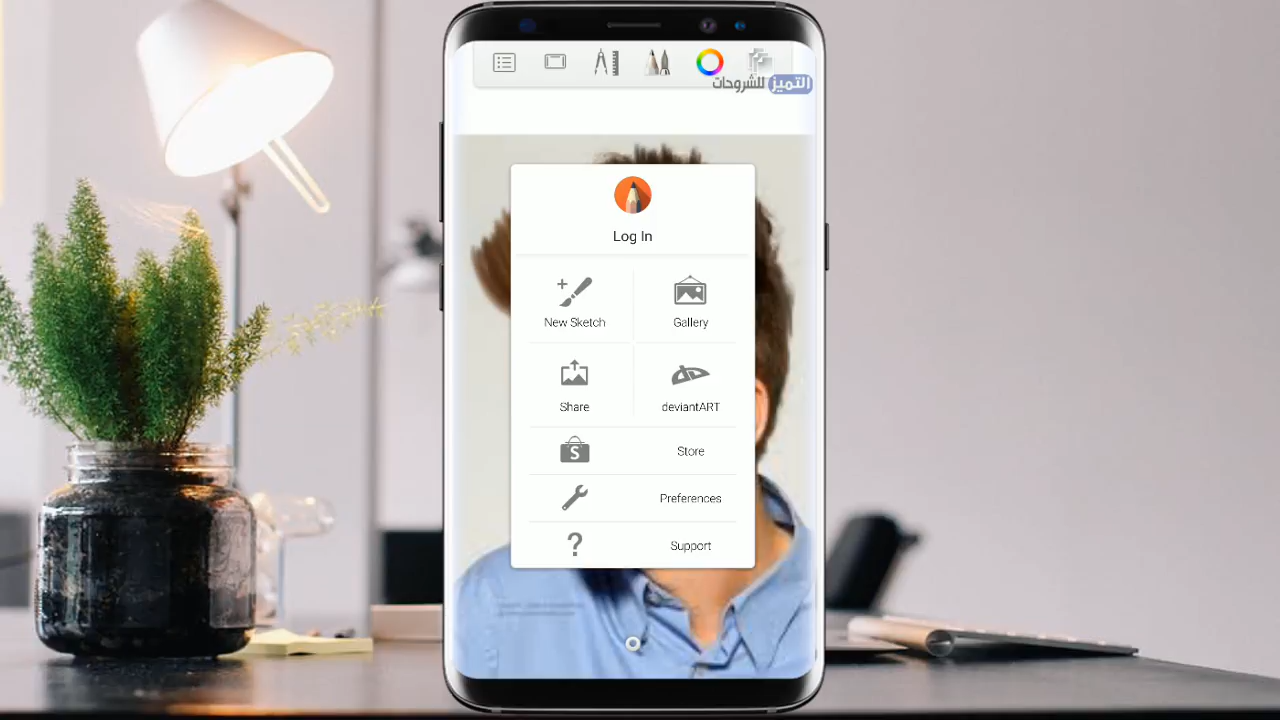 التميز للشروحات
Log In
New Sketch
Gallery
Share
deviantART
S
Store
Preferences
?
Support